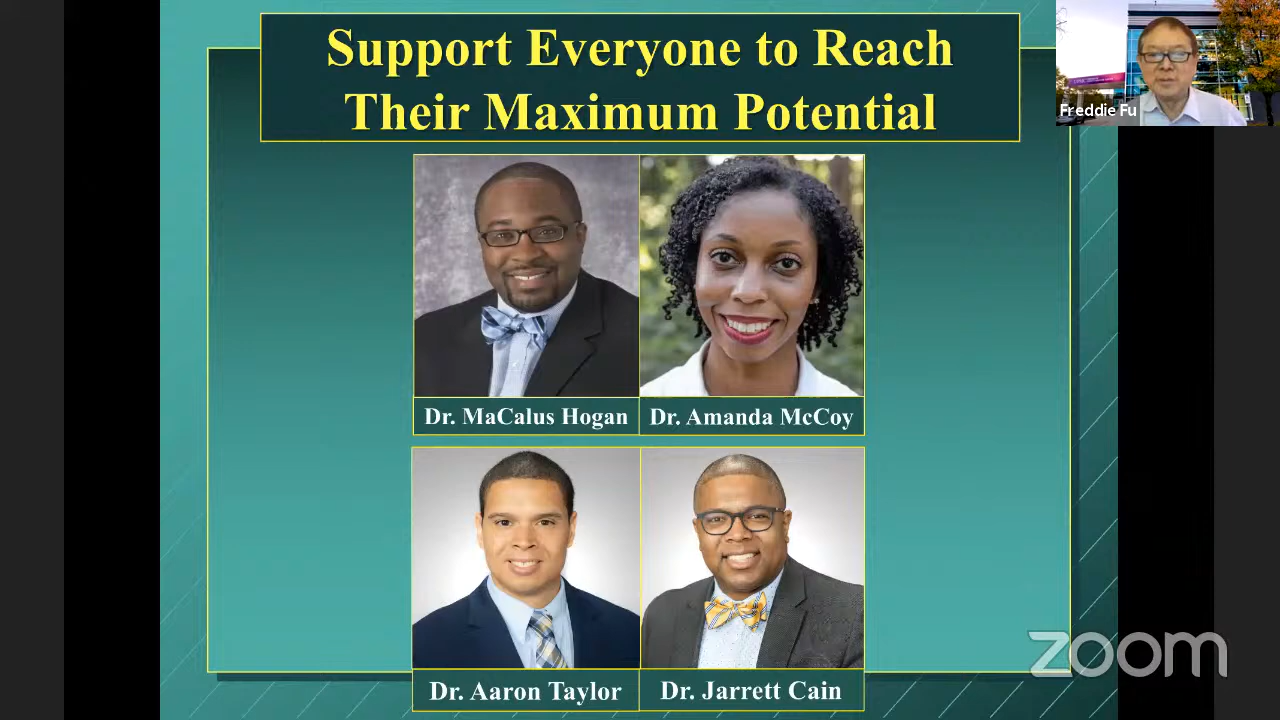 Support Everyone to Reach
Their Maximum Potential
Freddie Fu
Dr. MaCalus Hogan
Dr. Amanda McCoy
Dr. Aaron Taylor
Dr. Jarrett Cain
zoom